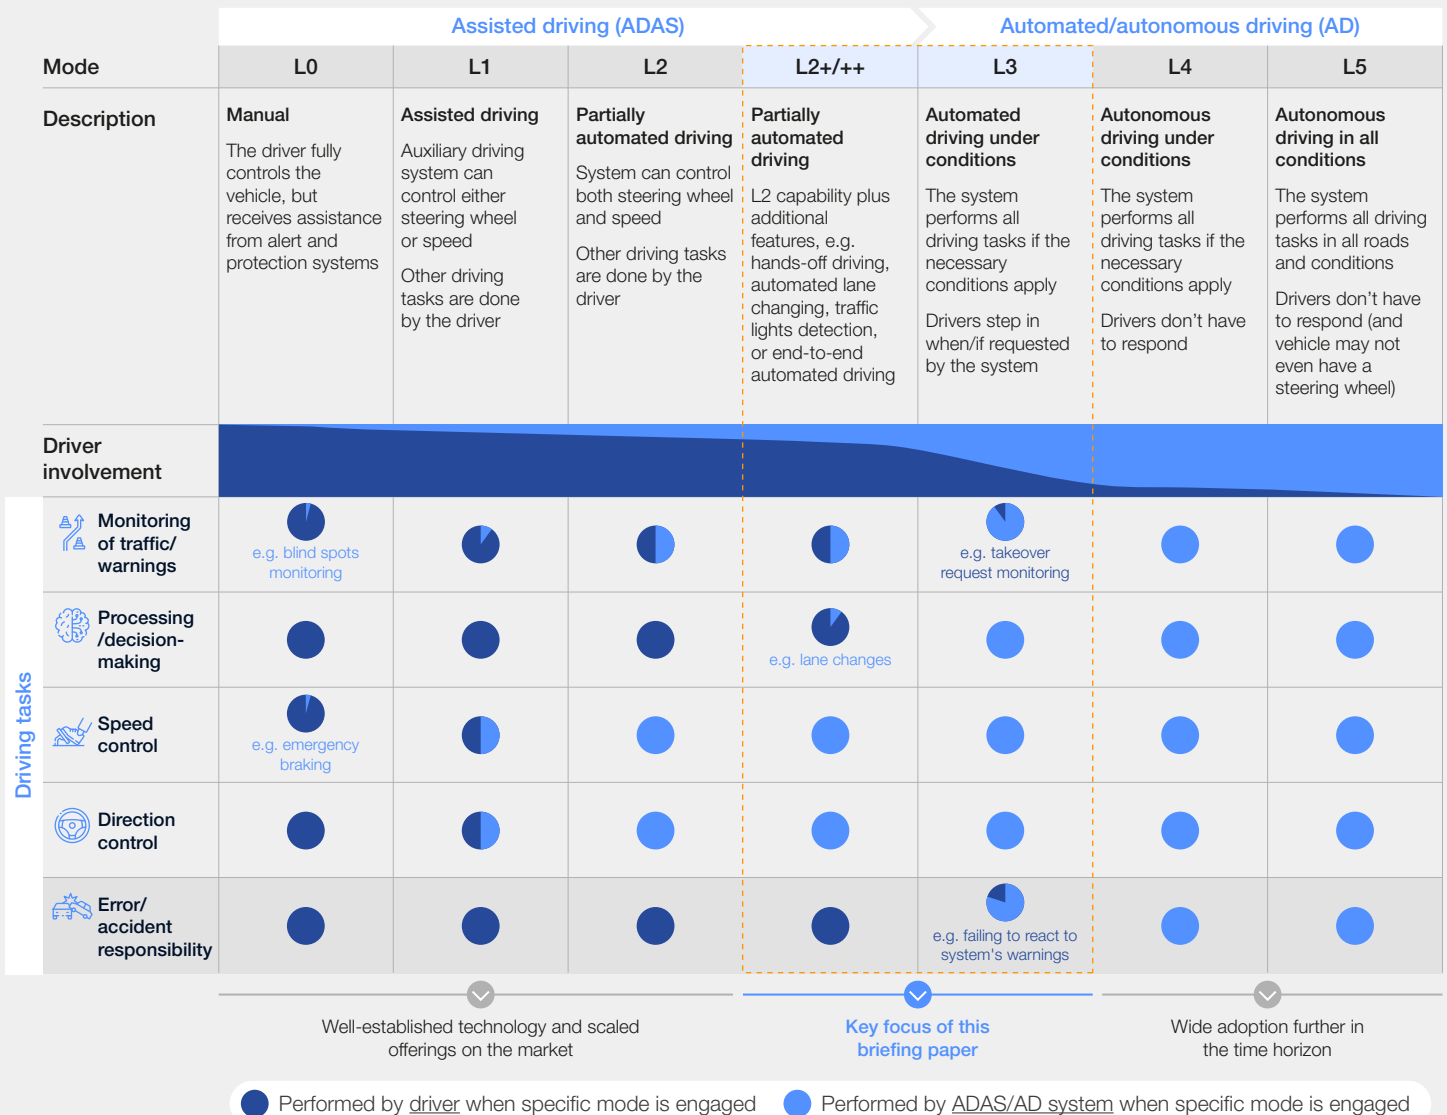 Assisted driving (ADAS)
Automated/autonomous driving (AD)
Mode
L0
L1
L2
L2+/++
L3
L4
L5
Description
Manual
The driver fully
controls the
vehicle, but
receives assistance
from alert and
protection systems
Assisted driving
Auxiliary driving
system can
control either
steering wheel
or speed
Other driving
tasks are done
by the driver
Partially
automated driving
System can control
both steering wheel
and speed
Other driving tasks
are done by the
driver
Partially
automated
driving
L2 capability plus
additional
features, e.g.
hands-off driving,
automated lane
changing, traffic
lights detection,
or end-to-end
automated driving
Automated
driving under
conditions
The system
performs all
driving tasks if the
necessary
conditions apply
Drivers step in
when/if requested
by the system
Autonomous
driving under
conditions
The system
performs all
driving tasks if the
necessary
conditions apply
Drivers don't have
to respond
Autonomous
driving in all
conditions
The system
performs all driving
tasks in all roads
and conditions
Drivers don't have
to respond (and
vehicle may not
even have a
steering wheel)
Driver
involvement
Driving tasks
Monitoring
of traffic/
warnings
e.g. blind spots
monitoring
e.g. takeover
request monitoring
Processing
/decision-
making
e.g. lane changes
Speed
control
e.g. emergency
braking
Direction
control
Error/
accident
responsibility
e.g. failing to react to
system's warnings
Well-established technology and scaled
offerings on the market
Key focus of this
briefing paper
Wide adoption further in
the time horizon
Performed by driver when specific mode is engaged
Performed by ADAS/AD system when specific mode is engaged